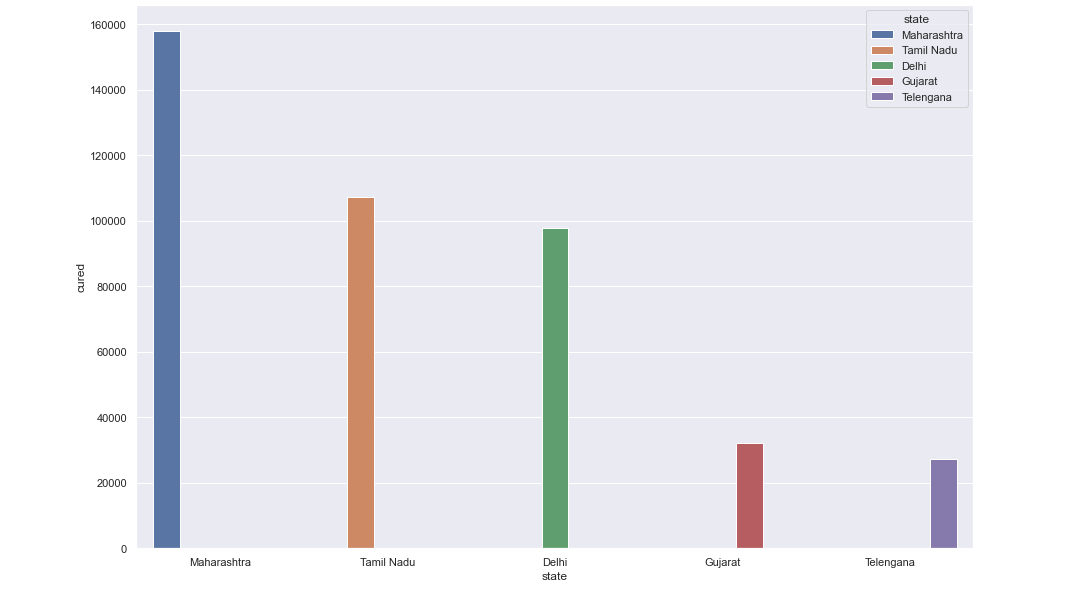 state
Maharashtra
Tamil Nadu
Delhi
Gujarat
Telengana
160000
140000
120000
100000
80000
60000
40000
20000
0
cured
Maharashtra Tamil Nadu Delhi Gujarat Telengana
state